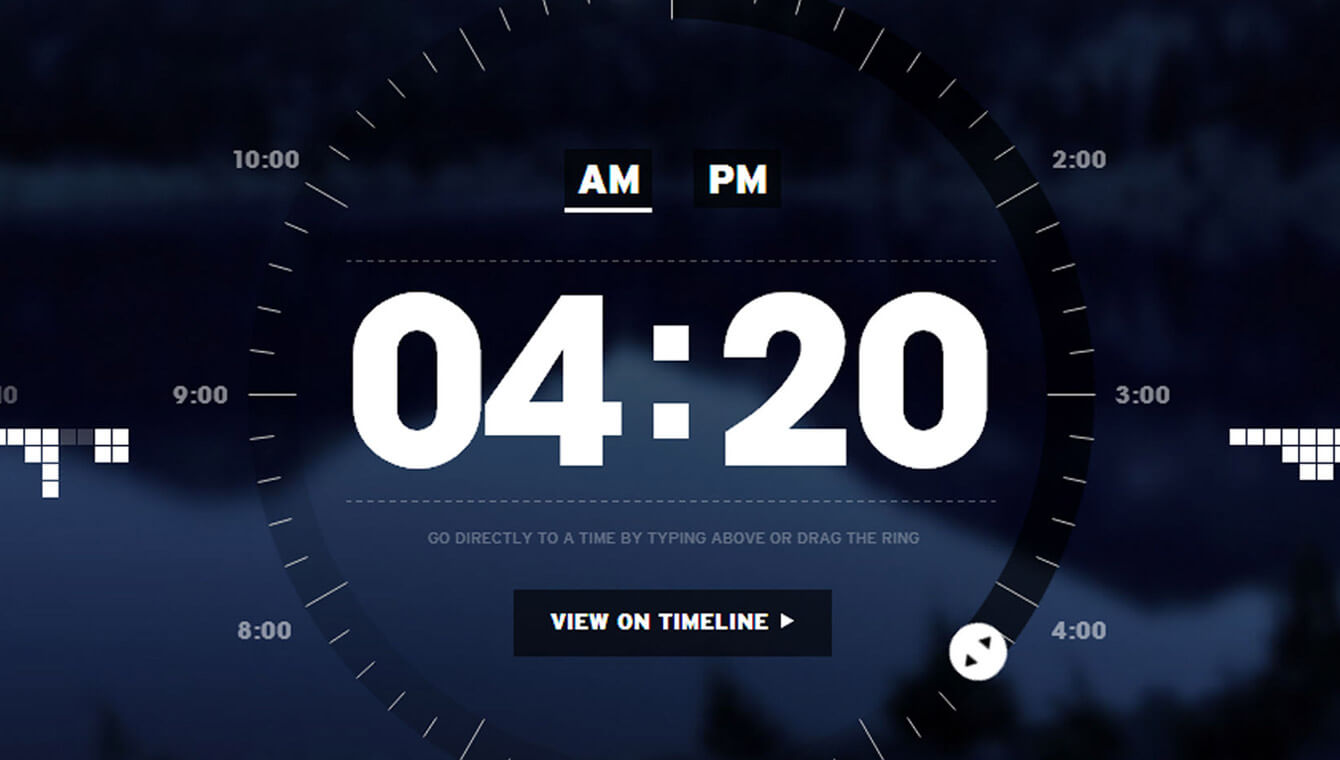 10:00
AM PM
2:00
04:20
10
9:00
3:00
GO DIRECTLY TO A TIME BY TYPING ABOVE OR DRAG THE RING
VIEW ON TIMELINE
8:00
4:00